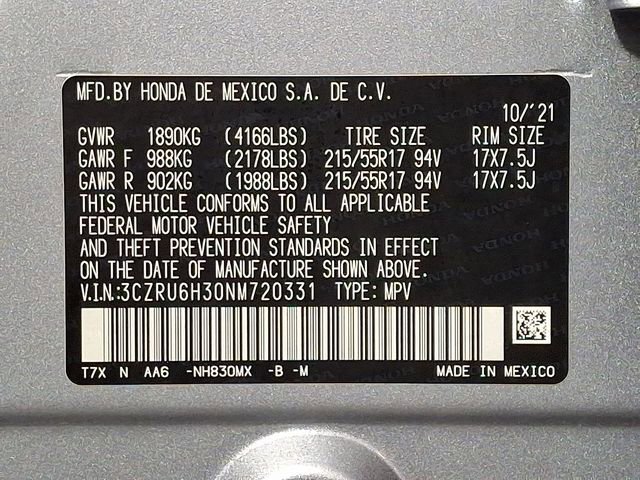 MFD.BY HONDA DE MEXICO S.A. DE C.V.
10/'21
GVWR 1890KG (4166LBS) TIRE SIZE RIM SIZE
GAWR F 988KG (2178LBS) 215/55R17 94V 17X7.5J
GAWR R 902KG (1988LBS) 215/55R17 94V 17X7.5J
THIS VEHICLE CONFORMS TO ALL APPLICABLE
FEDERAL MOTOR VEHICLE SAFETY
AND THEFT PREVENTION STANDARDS IN EFFECT
ON THE DATE OF MANUFACTURE SHOWN ABOVE.
V.I.N:3CZRU6H30NM720331 TYPE: MPV
T7X N AA6 -NH830MX -B -M MADE IN MEXICO